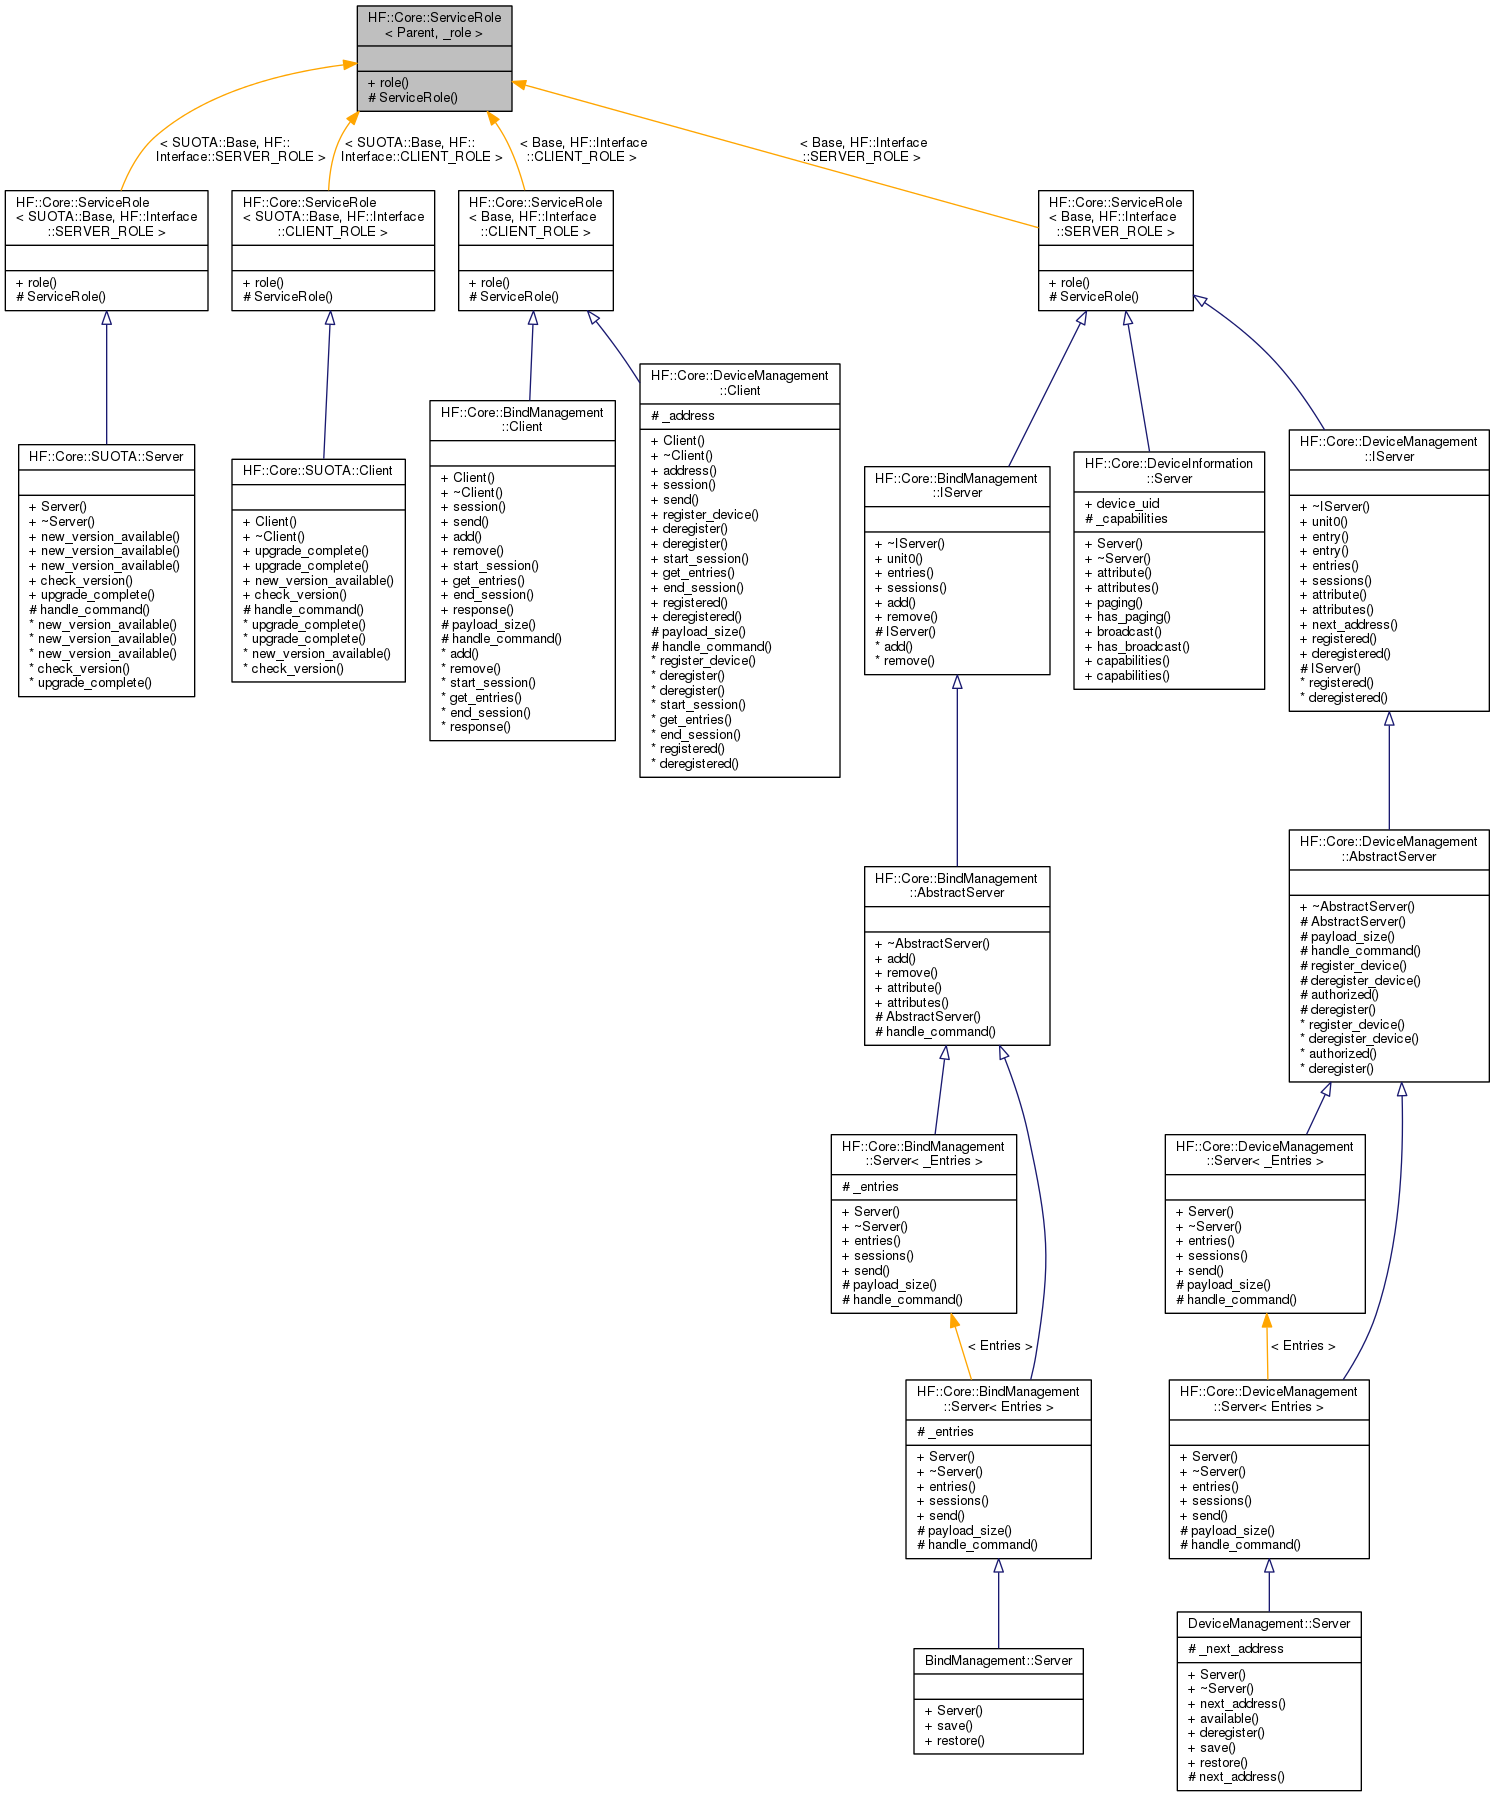 HF::Core::ServiceRole
< Parent, _role >
+ role()
# ServiceRole()
< SUOTA::Base, HF::
Interface::SERVER_ROLE >
< SUOTA::Base, HF::
Interface::CLIENT_ROLE >
< Base, HF::Interface
::CLIENT_ROLE >
< Base, HF::Interface
::SERVER_ROLE >
HF::Core::ServiceRole
< SUOTA::Base, HF::Interface
::SERVER_ROLE >
+ role()
# ServiceRole()
HF::Core::ServiceRole
< SUOTA::Base, HF::Interface
::CLIENT_ROLE >
+ role()
# ServiceRole()
HF::Core::ServiceRole
< Base, HF::Interface
::CLIENT_ROLE >
+ role()
# ServiceRole()
HF::Core::ServiceRole
< Base, HF::Interface
::SERVER_ROLE >
+ role()
# ServiceRole()
HF::Core::SUOTA::Server
+ Server()
+ ~Server()
+ new_version_available()
+ new_version_available()
+ new_version_available()
+ check_version()
+ upgrade_complete()
# handle_command()
* new_version_available()
* new_version_available()
* new_version_available()
* check_version()
* upgrade_complete()
HF::Core::SUOTA::Client
+ Client()
+ ~Client()
+ upgrade_complete()
+ upgrade_complete()
+ new_version_available()
+ check_version()
# handle_command()
* upgrade_complete()
* upgrade_complete()
* new_version_available()
* check_version()
HF::Core::BindManagement
::Client
+ Client()
+ ~Client()
+ session()
+ send()
+ add()
+ remove()
+ start_session()
+ get_entries()
+ end_session()
+ response()
# payload_size()
# handle_command()
* add()
* remove()
* start_session()
* get_entries()
* end_session()
* response()
HF::Core::DeviceManagement
::Client
# _address
+ Client()
+ ~Client()
+ address()
+ session()
+ send()
+ register_device()
+ deregister()
+ deregister()
+ start_session()
+ get_entries()
+ end_session()
+ registered()
+ deregistered()
# payload_size()
# handle_command()
* register_device()
* deregister()
* deregister()
* start_session()
* get_entries()
* end_session()
* registered()
* deregistered()
HF::Core::BindManagement
::IServer
+ ~IServer()
+ unit0()
+ entries()
+ sessions()
+ add()
+ remove()
# IServer()
* add()
* remove()
HF::Core::DeviceInformation
::Server
+ device_uid
# _capabilities
+ Server()
+ ~Server()
+ attribute()
+ attributes()
+ paging()
+ has_paging()
+ broadcast()
+ has_broadcast()
+ capabilities()
+ capabilities()
HF::Core::DeviceManagement
::IServer
+ ~IServer()
+ unit0()
+ entry()
+ entry()
+ entries()
+ sessions()
+ attribute()
+ attributes()
+ next_address()
+ registered()
+ deregistered()
# IServer()
* registered()
* deregistered()
HF::Core::BindManagement
::AbstractServer
+ ~AbstractServer()
+ add()
+ remove()
+ attribute()
+ attributes()
# AbstractServer()
# handle_command()
HF::Core::DeviceManagement
::AbstractServer
+ ~AbstractServer()
# AbstractServer()
# payload_size()
# handle_command()
# register_device()
# deregister_device()
# authorized()
# deregister()
* register_device()
* deregister_device()
* authorized()
* deregister()
HF::Core::BindManagement
::Server< _Entries >
# _entries
+ Server()
+ ~Server()
+ entries()
+ sessions()
+ send()
# payload_size()
# handle_command()
HF::Core::DeviceManagement
::Server< _Entries >
+ Server()
+ ~Server()
+ entries()
+ sessions()
+ send()
# payload_size()
# handle_command()
< Entries >
< Entries >
HF::Core::BindManagement
::Server< Entries >
# _entries
+ Server()
+ ~Server()
+ entries()
+ sessions()
+ send()
# payload_size()
# handle_command()
HF::Core::DeviceManagement
::Server< Entries >
+ Server()
+ ~Server()
+ entries()
+ sessions()
+ send()
# payload_size()
# handle_command()
BindManagement::Server
+ Server()
+ save()
+ restore()
DeviceManagement::Server
# _next_address
+ Server()
+ ~Server()
+ next_address()
+ available()
+ deregister()
+ save()
+ restore()
# next_address()